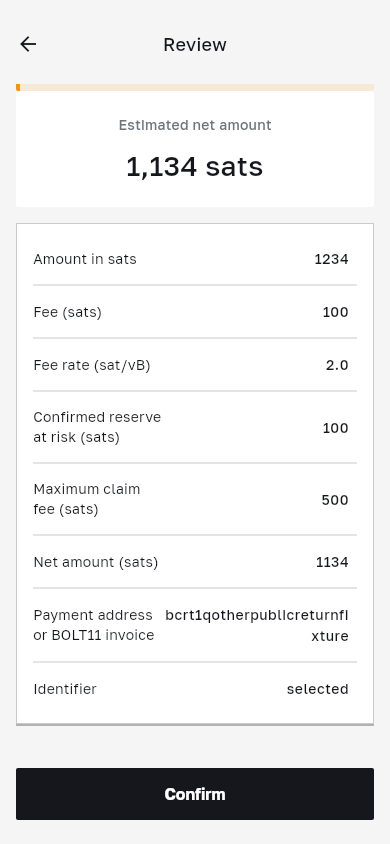 Review
Estimated net amount
1,134 sats
Amount in sats 1234
Fee (sats) 100
Fee rate (sat/vB) 2.0
Confirmed reserve
at risk (sats) 100
Maximum claim
fee (sats) 500
Net amount (sats) 1134
Payment address bcrt1qotherpublicreturnfi
or BOLT11 invoice xture
Identifier selected
Confirm